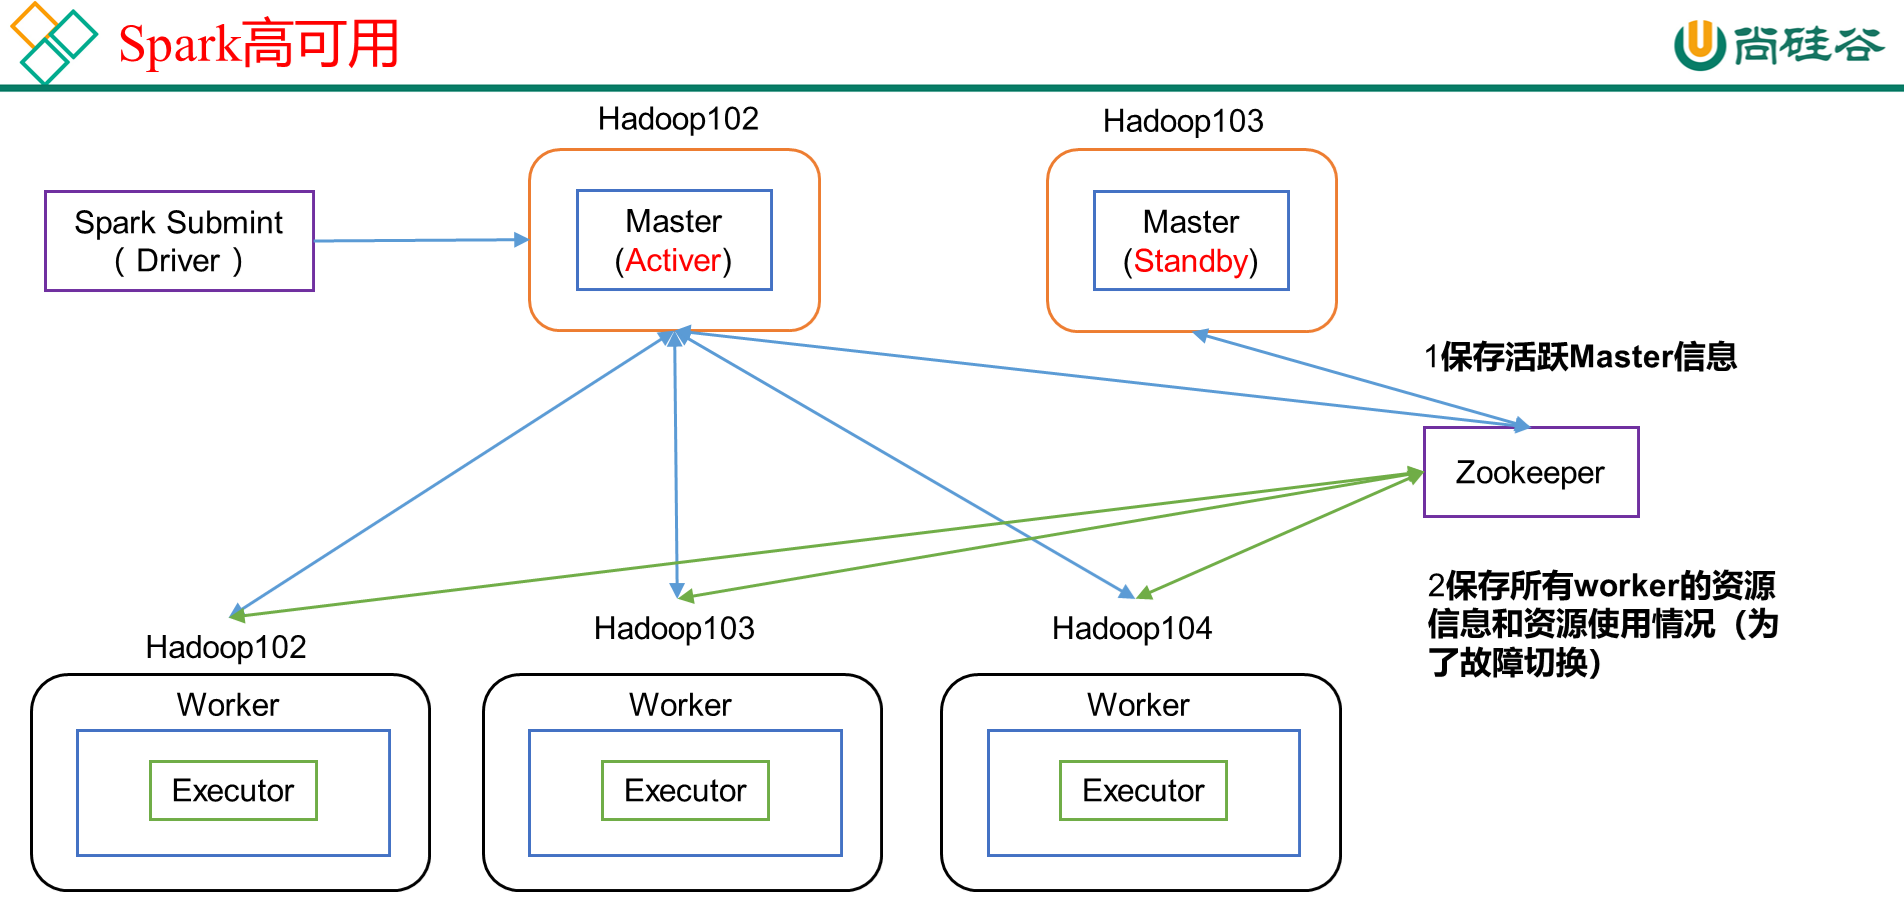 Spark高可用
尚硅谷
Hadoop102
Hadoop103
Spark Submint
（Driver）
Master
(Activer)
Master
(Standby)
1保存活跃Master信息
Zookeeper
2保存所有worker的资源
信息和资源使用情况（为
了故障切换）
Hadoop102
Hadoop103
Hadoop104
Worker
Worker
Worker
Executor
Executor
Executor